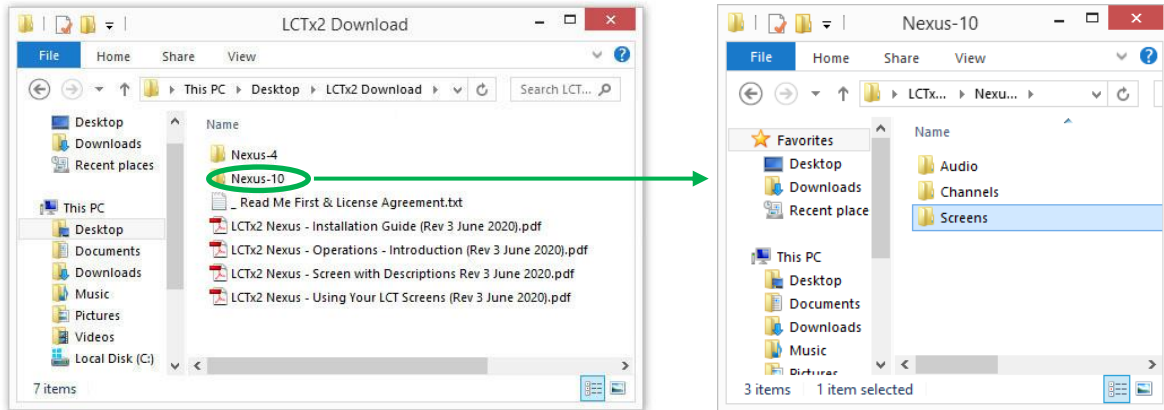 LCTx2 Download
File Home Share View
This PC Desktop LCTx2 Download Search LCT...
Desktop
Downloads
Recent places
This PC
Desktop
Documents
Downloads
Music
Pictures
Videos
Local Disk (C:)
Name
Nexus-4
Nexus-10
_ Read Me First & License Agreement.txt
LCTx2 Nexus - Installation Guide (Rev 3 June 2020).pdf
LCTx2 Nexus - Operations - Introduction (Rev 3 June 2020).pdf
LCTx2 Nexus - Screen with Descriptions Rev 3 June 2020.pdf
LCTx2 Nexus - Using Your LCT Screens (Rev 3 June 2020).pdf
7 items
Nexus-10
File Home Share View
LCTx... Nexu...
Favorites
Desktop
Downloads
Recent place
This PC
Desktop
Documents
Downloads
Music
Pictures
Name
Audio
Channels
Screens
3 items 1 item selected